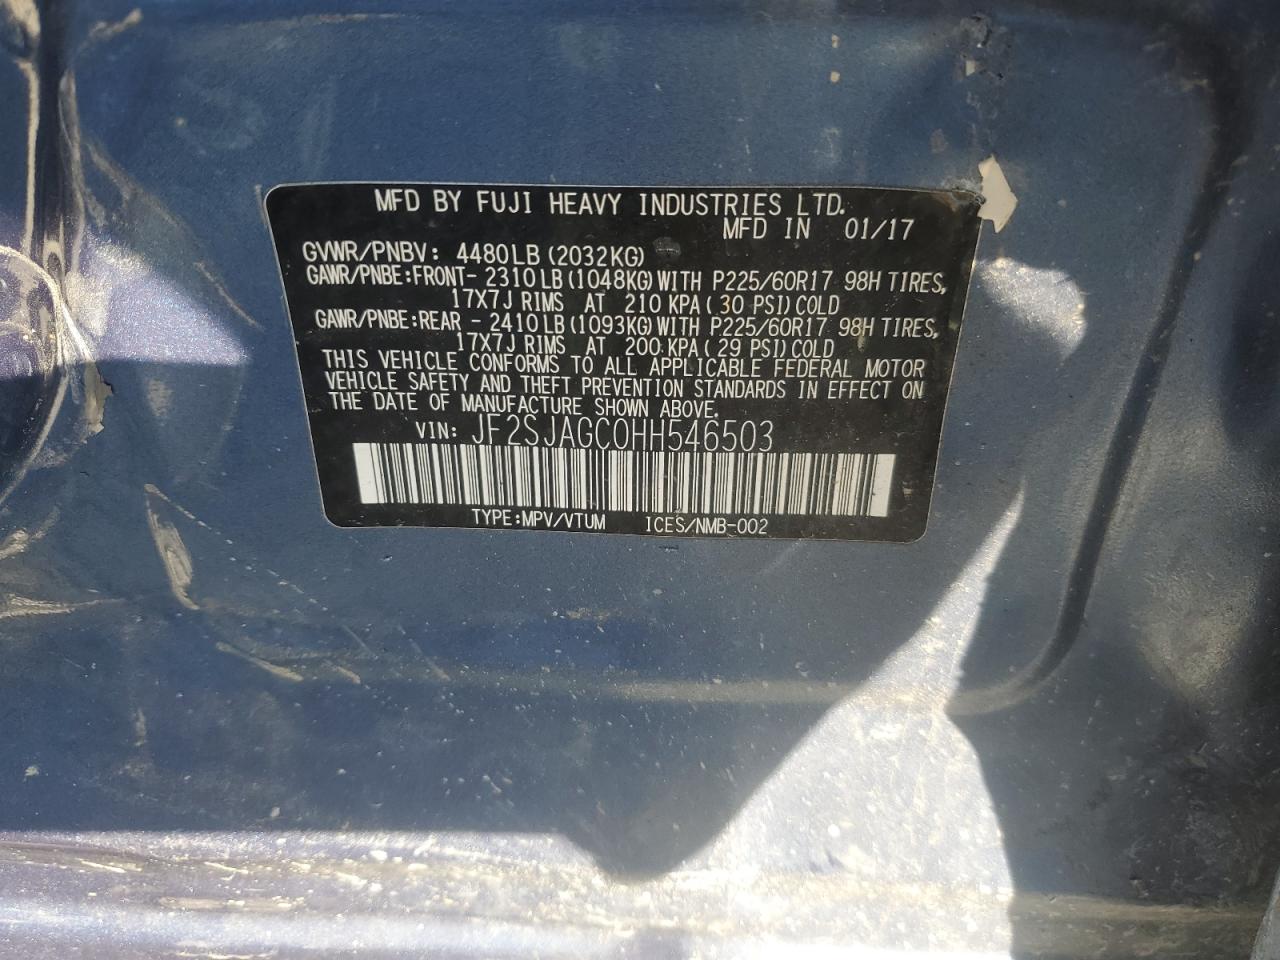 MFD BY FUJI HEAVY INDUSTRIES LTD.
MFD IN 01/17
GVWR/PNBV: 4480LB (2032KG)
GAWR/PNBE:FRONT- 2310LB(1048KG)WITH P225/60R17 98H TIRES,
17X7J RIMS AT 210 KPA( 30 PSI)COLD
GAWR/PNBE:REAR - 2410LB(1093KG)WITH P225/60R17 98H TIRES,
17X7J RIMS AT 200 KPA( 29 PSI)COLD
THIS VEHICLE CONFORMS TO ALL APPLICABLE FEDERAL MOTOR
VEHICLE SAFETY AND THEFT PREVENTION STANDARDS IN EFFECT ON
THE DATE OF MANUFACTURE SHOWN ABOVE.
VIN: JF2SJAGC0HH546503
TYPE:MPV/VTUM ICES/NMB-002